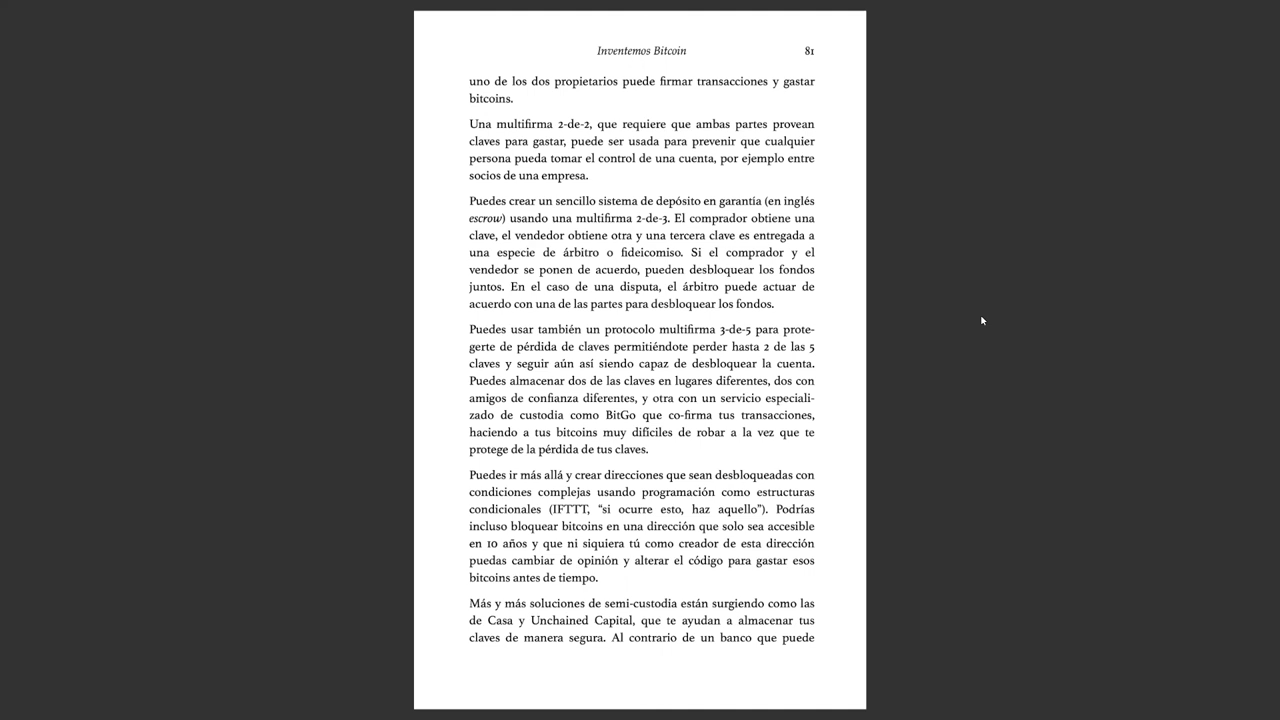 Inventemos Bitcoin 81
uno de los dos propietarios puede firmar transacciones y gastar
bitcoins.
Una multifirma 2-de-2, que requiere que ambas partes provean
claves para gastar, puede ser usada para prevenir que cualquier
persona pueda tomar el control de una cuenta, por ejemplo entre
socios de una empresa.
Puedes crear un sencillo sistema de depósito en garantía (en inglés
escrow) usando una multifirma 2-de-3. El comprador obtiene una
clave, el vendedor obtiene otra y una tercera clave es entregada a
una especie de árbitro o fideicomiso. Si el comprador y el
vendedor se ponen de acuerdo, pueden desbloquear los fondos
juntos. En el caso de una disputa, el árbitro puede actuar de
acuerdo con una de las partes para desbloquear los fondos.
Puedes usar también un protocolo multifirma 3-de-5 para prote-
gerte de pérdida de claves permitiéndote perder hasta 2 de las 5
claves y seguir aún así siendo capaz de desbloquear la cuenta.
Puedes almacenar dos de las claves en lugares diferentes, dos con
amigos de confianza diferentes, y otra con un servicio especiali-
zado de custodia como BitGo que co-firma tus transacciones,
haciendo a tus bitcoins muy difíciles de robar a la vez que te
protege de la pérdida de tus claves.
Puedes ir más allá y crear direcciones que sean desbloqueadas con
condiciones complejas usando programación como estructuras
condicionales (IFTTT, “si ocurre esto, haz aquello”). Podrías
incluso bloquear bitcoins en una dirección que solo sea accesible
en 10 años y que ni siquiera tú como creador de esta dirección
puedas cambiar de opinión y alterar el código para gastar esos
bitcoins antes de tiempo.
Más y más soluciones de semi-custodia están surgiendo como las
de Casa y Unchained Capital, que te ayudan a almacenar tus
claves de manera segura. Al contrario de un banco que puede